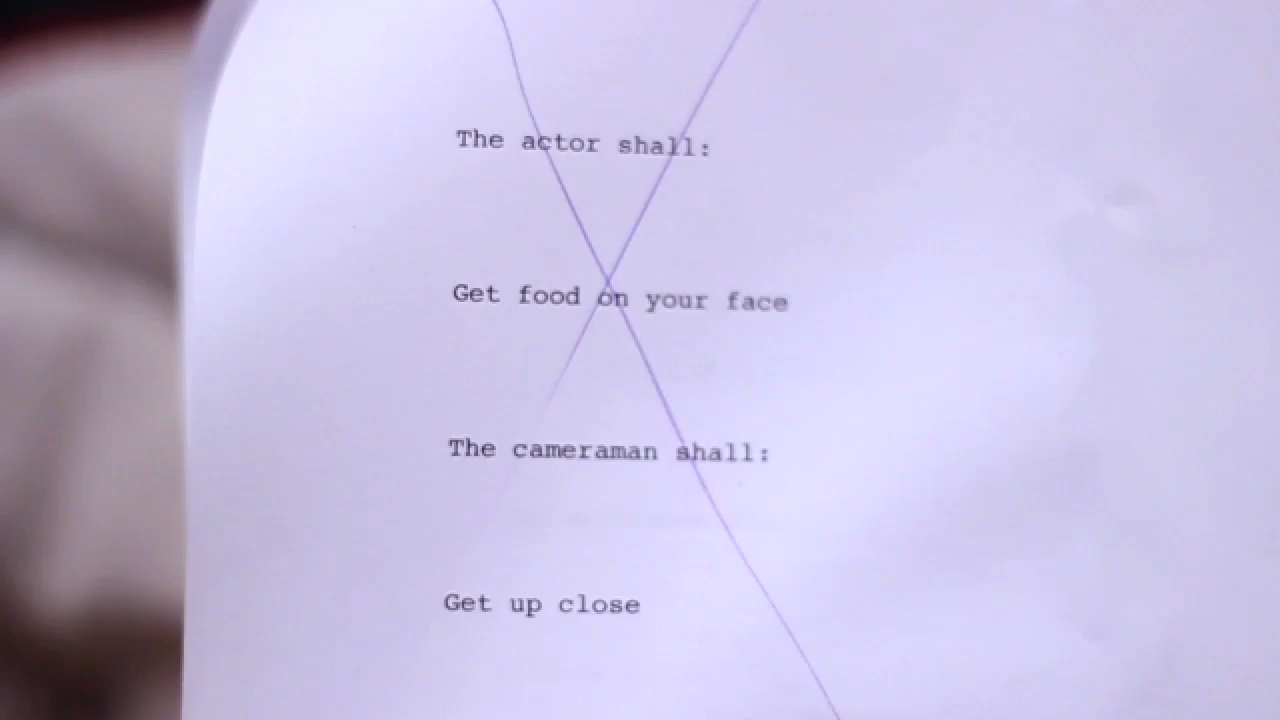 The actor shall:
Get food on your face
The cameraman shall:
Get up close